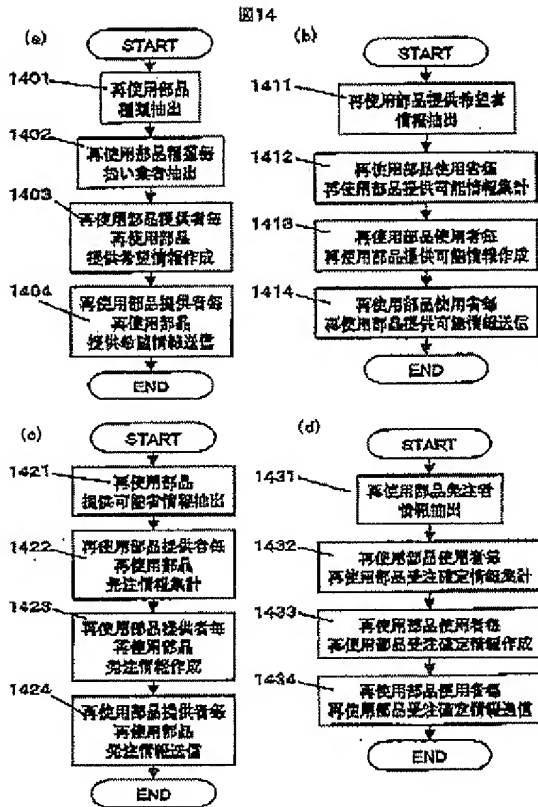 図14
(a)
START
1401
再使用部品
種類抽出
1402
再使用部品種類毎
扱い業者抽出
1403
再使用部品提供者毎
再使用部品
提供希望情報作成
1404
再使用部品提供者毎
再使用部品
提供希望情報送信
END
(b)
START
1411
再使用部品提供希望者
情報抽出
1412
再使用部品使用者毎
再使用部品提供可能情報集計
1413
再使用部品使用者毎
再使用部品提供可能情報作成
1414
再使用部品使用者毎
再使用部品提供可能情報送信
END
(c)
START
1421
再使用部品
提供可能者情報抽出
1422
再使用部品提供者毎
再使用部品
発注情報集計
1423
再使用部品提供者毎
再使用部品
発注情報作成
1424
再使用部品提供者毎
再使用部品
発注情報送信
END
(d)
START
1431
再使用部品発注者
情報抽出
1432
再使用部品使用者毎
再使用部品受注確定情報集計
1433
再使用部品使用者毎
再使用部品受注確定情報作成
1434
再使用部品使用者毎
再使用部品受注確定情報送信
END